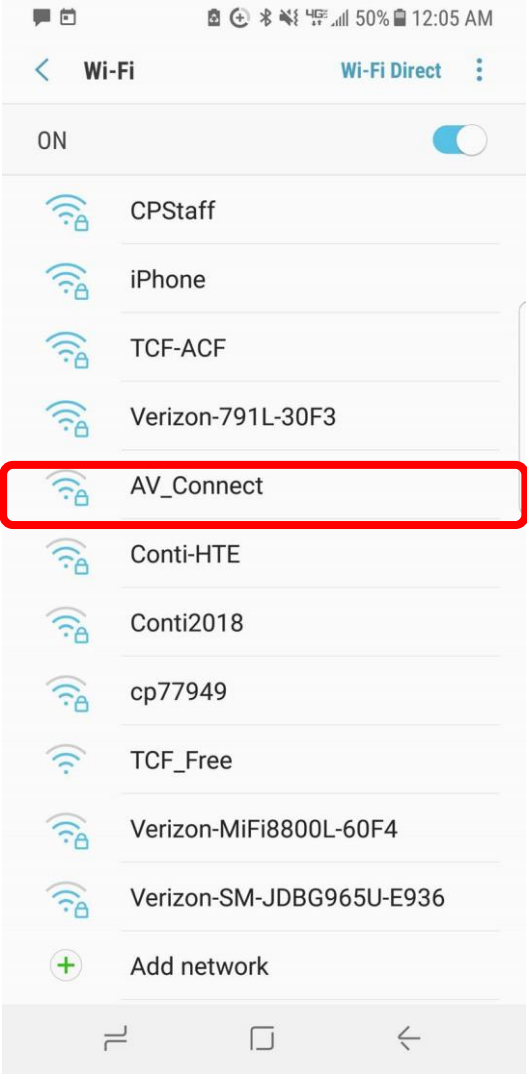 4GE 50% 12:05 AM
Wi-Fi Wi-Fi Direct
ON
CPStaff
iPhone
TCF-ACF
Verizon-791L-30F3
AV_Connect
Conti-HTE
Conti2018
cp77949
TCF_Free
Verizon-MiFi8800L-60F4
Verizon-SM-JDBG965U-E936
Add network